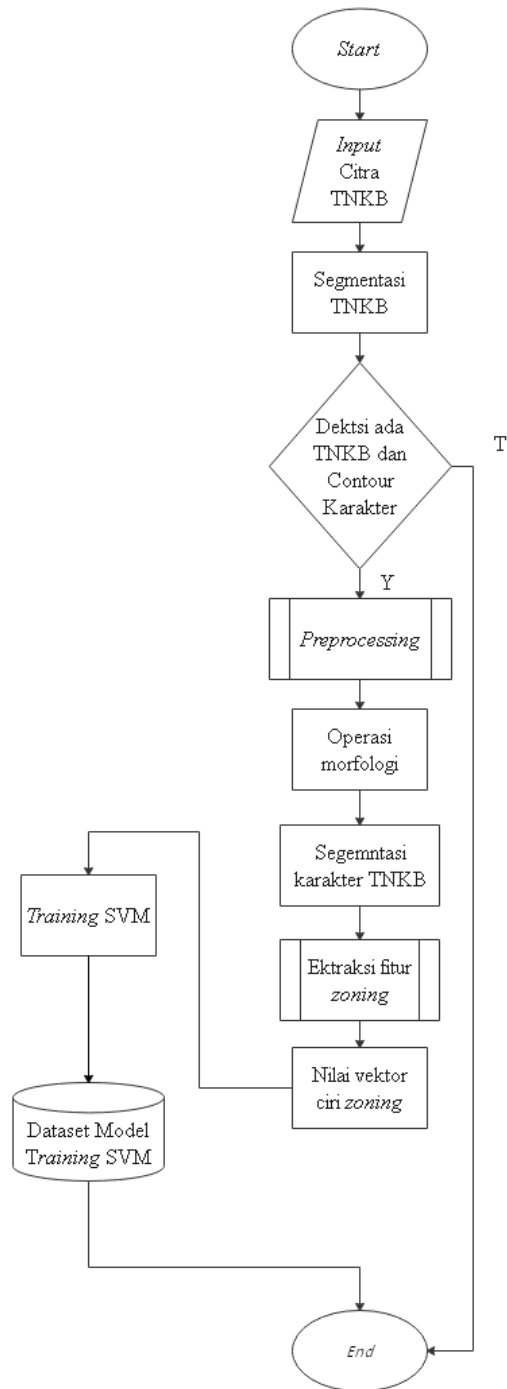 Start
Input
Citra
TNKB
Segmentasi
TNKB
Dektsi ada
TNKB dan
Contour
Karakter
T
Y
Preprocessing
Operasi
morfologi
Segemntasi
karakter TNKB
Ektraksi fitur
zoning
Nilai vektor
ciri zoning
Training SVM
Dataset Model
Training SVM
End